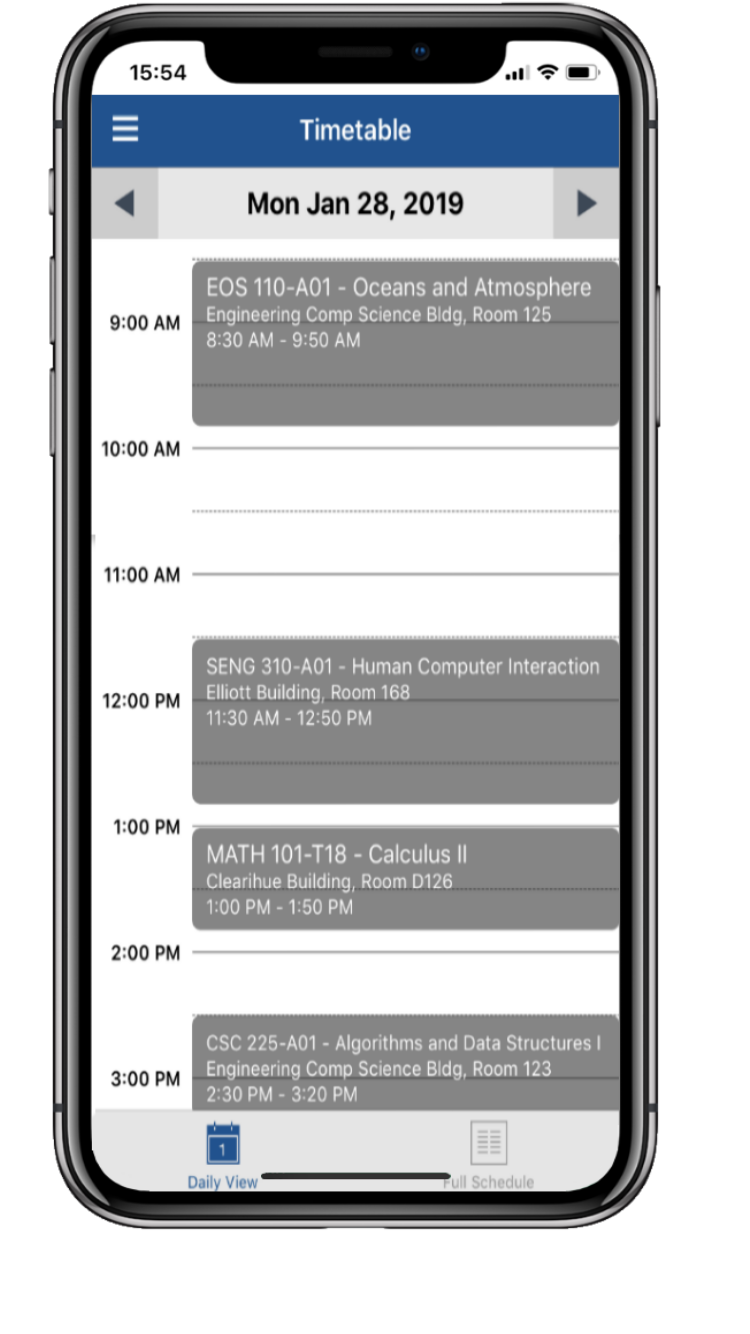 15:54
Timetable
Mon Jan 28, 2019
EOS 110-A01 - Oceans and Atmosphere
Engineering Comp Science Bldg, Room 125
9:00 AM
8:30 AM - 9:50 AM
10:00 AM
11:00 AM
SENG 310-A01 - Human Computer Interaction
Elliott Building, Room 168
12:00 PM
11:30 AM - 12:50 PM
1:00 PM
MATH 101-T18 - Calculus II
Clearihue Building, Room D126
1:00 PM - 1:50 PM
2:00 PM
CSC 225-A01 - Algorithms and Data Structures I
Engineering Comp Science Bldg, Room 123
3:00 PM
2:30 PM - 3:20 PM
1
Daily View
Full Schedule